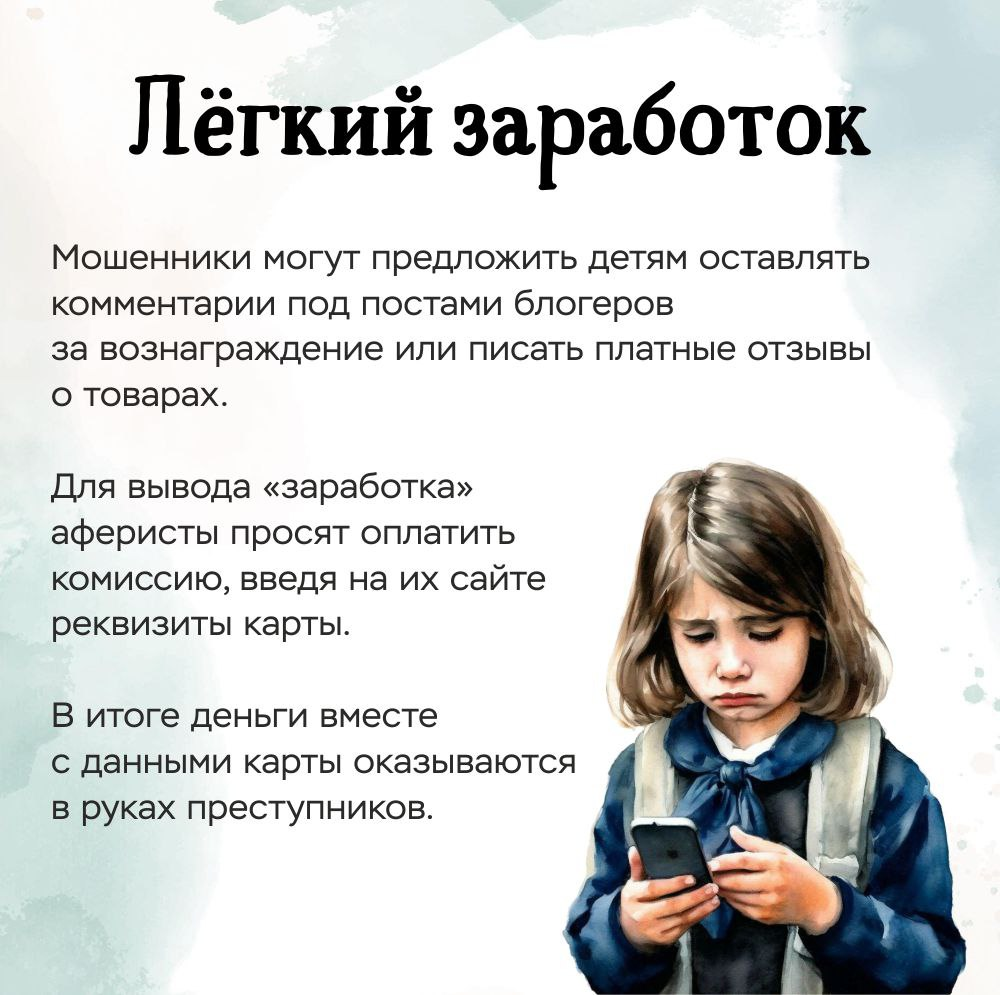 Лёгкий заработок
Мошенники могут предложить детям оставлять
комментарии под постами блогеров
за вознаграждение или писать платные отзывы
о товарах.
Для вывода «заработка»
аферисты просят оплатить
комиссию, введя на их сайте
реквизиты карты.
В итоге деньги вместе
с данными карты оказываются
в руках преступников.